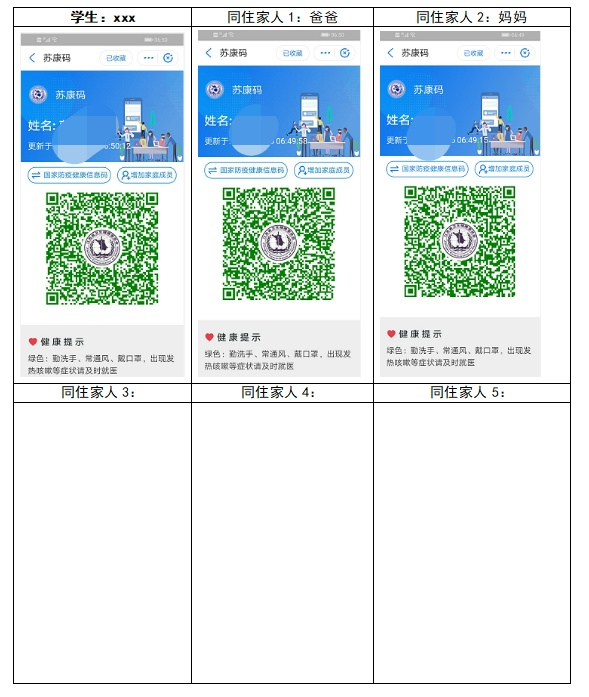 学生：xxx
同住家人1：爸爸
同住家人2：妈妈
苏康码
已收藏
苏康码
姓名:
更新于 6:50:12
国家防疫健康信息码
增加家庭成员
健康提示
绿色：勤洗手、常通风、戴口罩，出现发
热咳嗽等症状请及时就医
苏康码
已收藏
苏康码
姓名:
更新于 06:49:58
国家防疫健康信息码
增加家庭成员
健康提示
绿色：勤洗手、常通风、戴口罩，出现发
热咳嗽等症状请及时就医
苏康码
已收藏
苏康码
姓名:
更新于 06:49:15
国家防疫健康信息码
增加家庭成员
健康提示
绿色：勤洗手、常通风、戴口罩，出现发
热咳嗽等症状请及时就医
同住家人3：
同住家人4：
同住家人5：